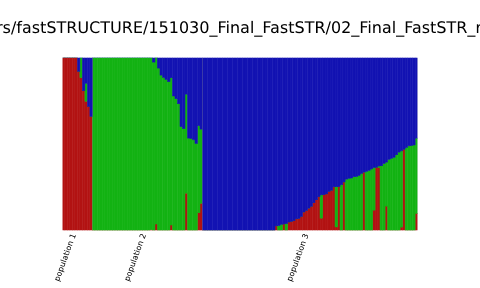 rs/fastSTRUCTURE/151030_Final_FastSTR/02_Final_FastSTR_r
population 1
population 2
population 3